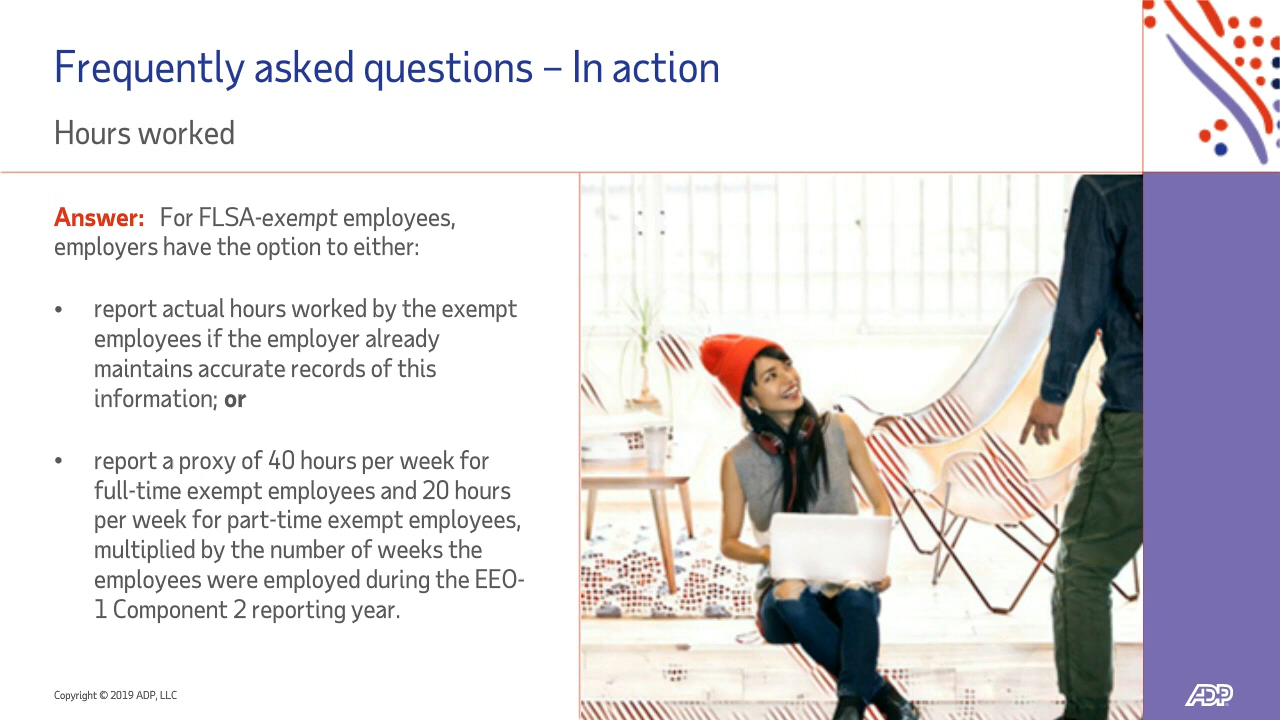 Frequently asked questions – In action
Hours worked
Answer: For FLSA-exempt employees,
employers have the option to either:
• report actual hours worked by the exempt
employees if the employer already
maintains accurate records of this
information; or
• report a proxy of 40 hours per week for
full-time exempt employees and 20 hours
per week for part-time exempt employees,
multiplied by the number of weeks the
employees were employed during the EEO-
1 Component 2 reporting year.
Copyright © 2019 ADP, LLC
ADP